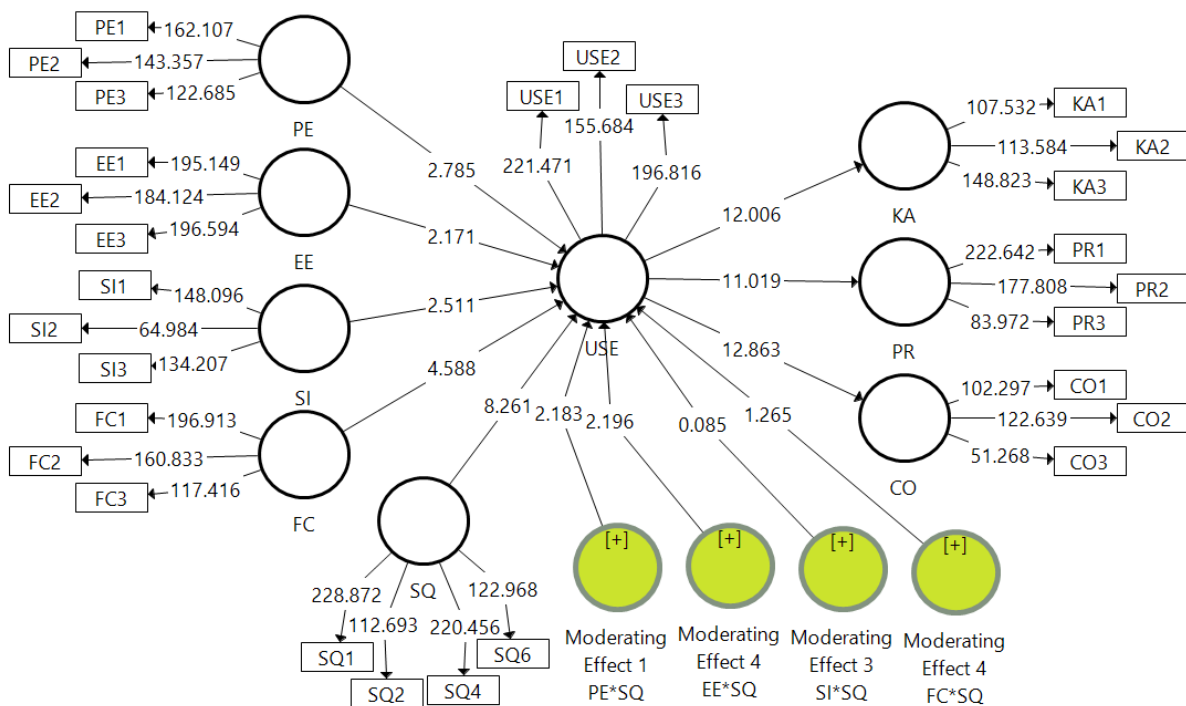 PE1
162.107
PE2
143.357
PE3
122.685
PE
EE1
195.149
EE2
184.124
EE3
196.594
EE
SI1
148.096
SI2
64.984
SI3
134.207
SI
FC1
196.913
FC2
160.833
FC3
117.416
FC
2.785
2.171
2.511
4.588
8.261
USE2
USE1
USE3
155.684
221.471
196.816
USE
12.006
11.019
12.863
107.532
KA1
113.584
KA2
148.823
KA3
KA
222.642
PR1
177.808
PR2
83.972
PR3
PR
102.297
CO1
122.639
CO2
51.268
CO3
CO
2.183
2.196
0.085
1.265
SQ
228.872
112.693
220.456
122.968
SQ1
SQ2
SQ4
SQ6
[+]
Moderating
Effect 1
PE*SQ
[+]
Moderating
Effect 4
EE*SQ
[+]
Moderating
Effect 3
SI*SQ
[+]
Moderating
Effect 4
FC*SQ